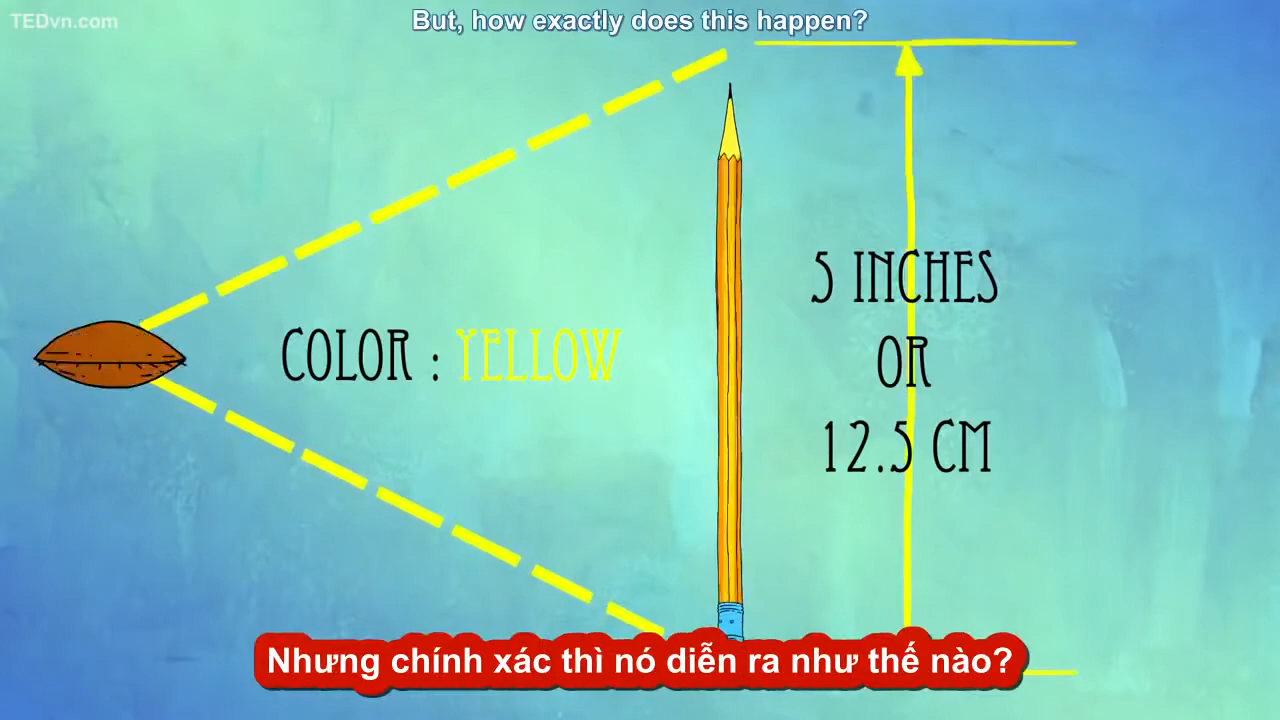 TEDvn.com
But, how exactly does this happen?
COLOR : YELLOW
5 INCHES
OR
12.5 CM
Nhưng chính xác thì nó diễn ra như thế nào?